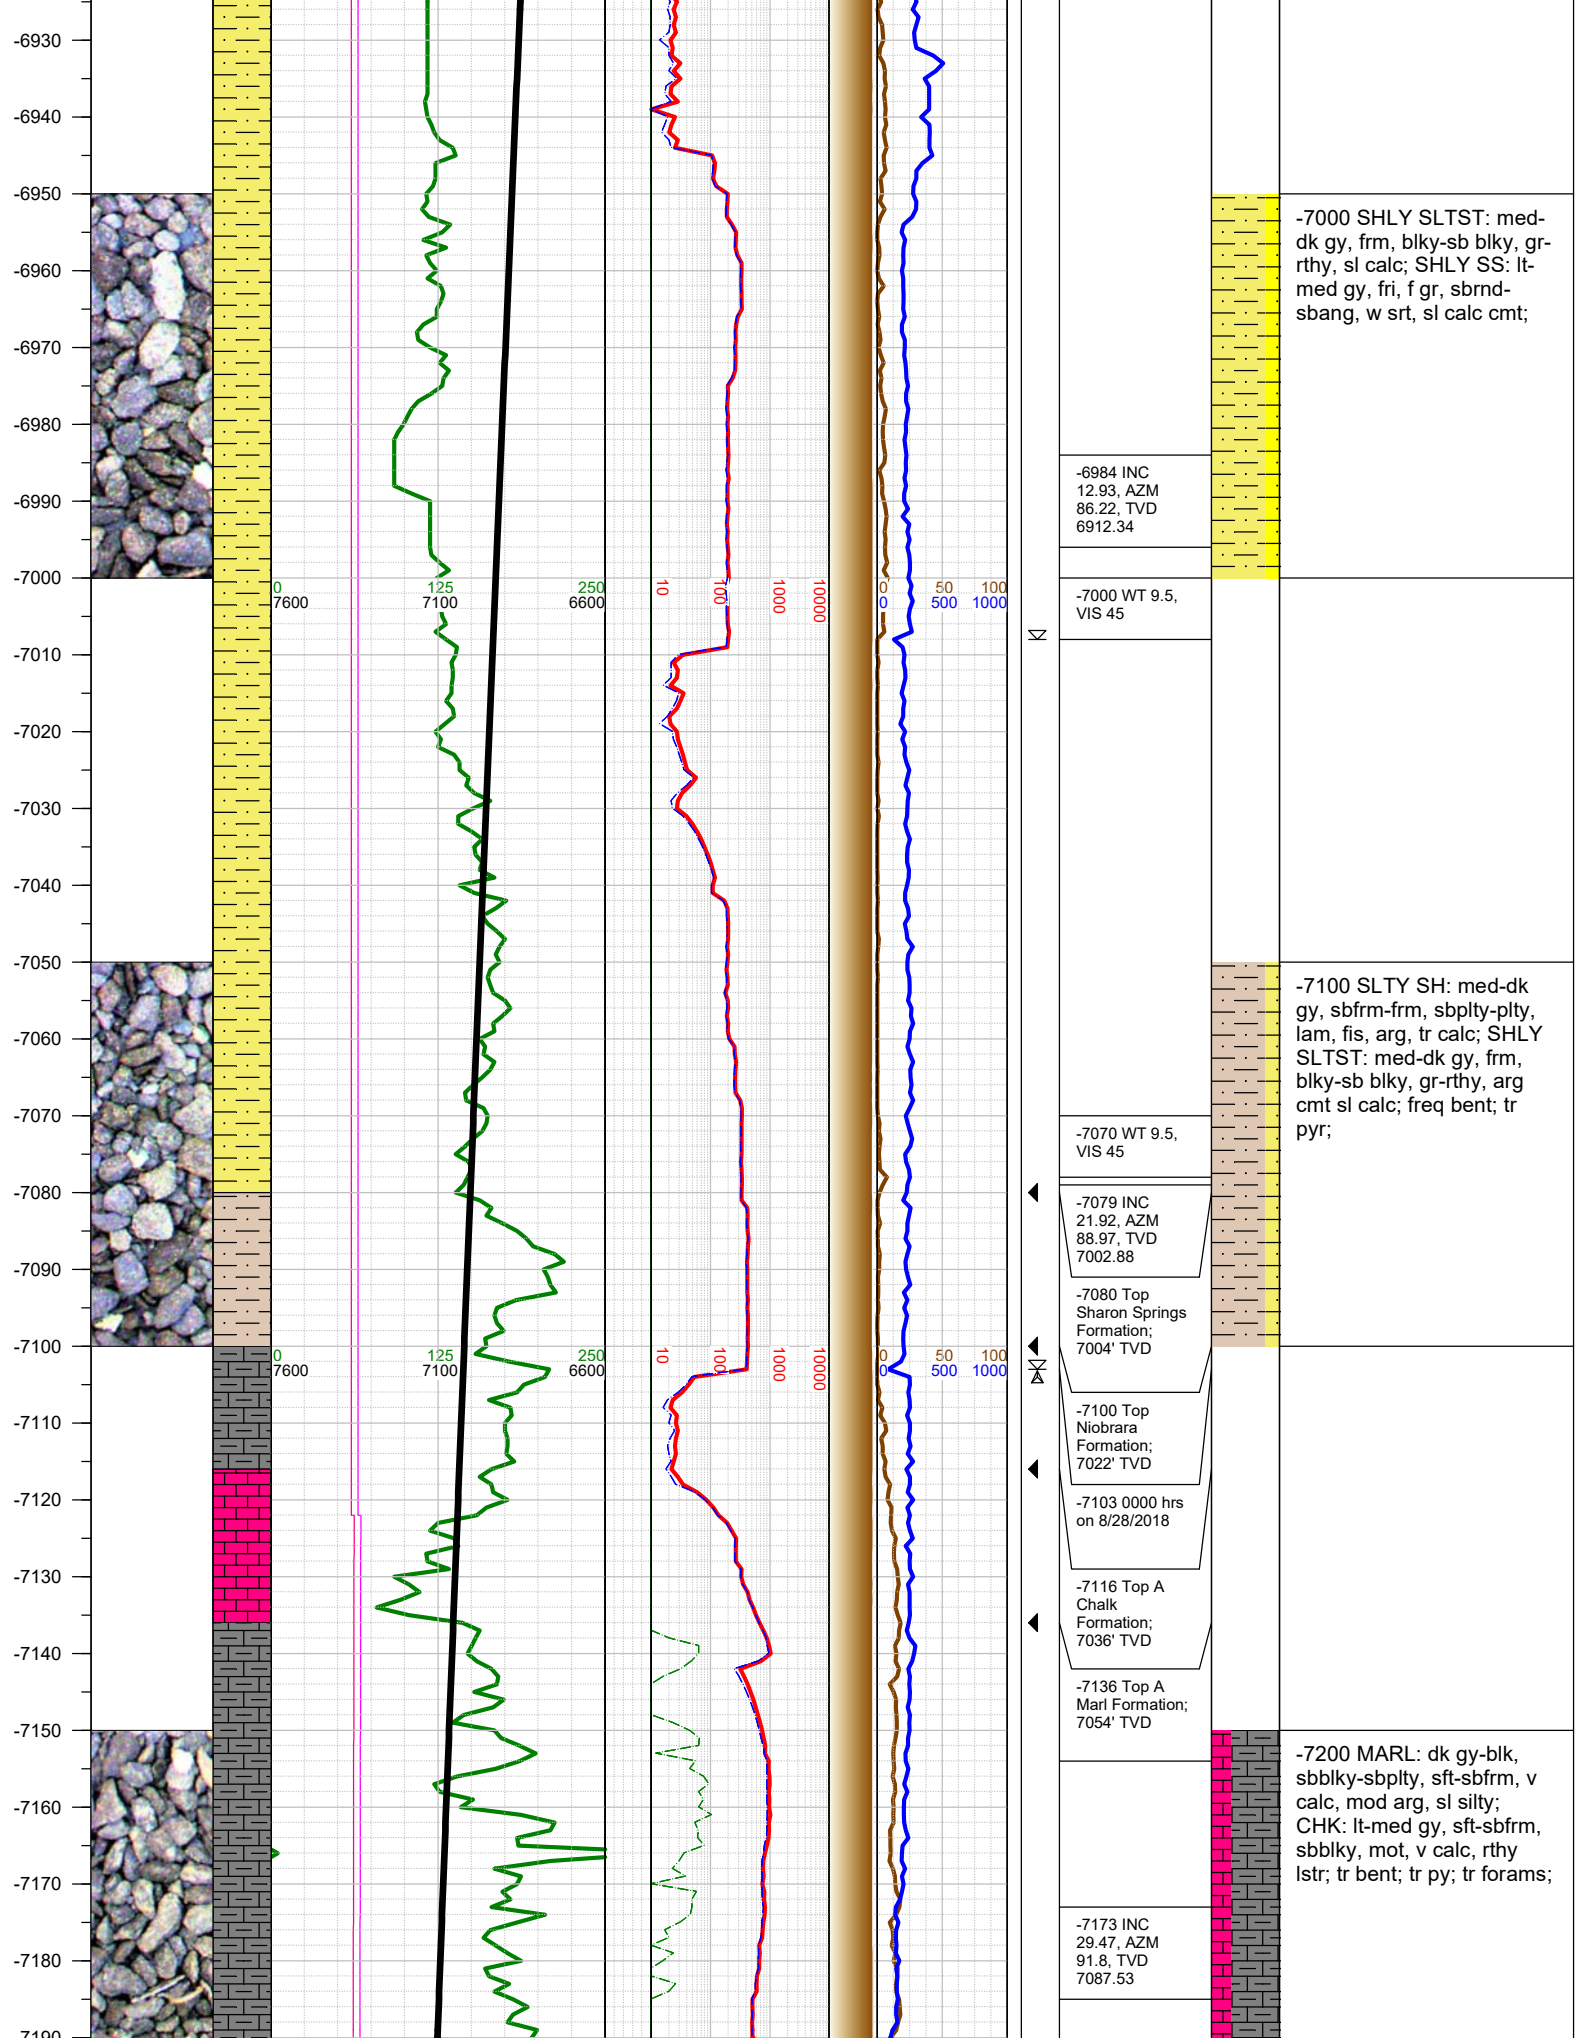 -6930
-6940
-6950
-6960
-6970
-6980
-6990
-7000
-7010
-7020
-7030
-7040
-7050
-7060
-7070
-7080
-7090
-7100
-7110
-7120
-7130
-7140
-7150
-7160
-7170
-7180
-7190
0 125 250
7600 7100 6600
10 100 1000 10000
0 50 100
0 500 1000
0 125 250
7600 7100 6600
10 100 1000 10000
0 50 100
0 500 1000
-6984 INC
12.93, AZM
86.22, TVD
6912.34
-7000 WT 9.5,
VIS 45
-7070 WT 9.5,
VIS 45
-7079 INC
21.92, AZM
88.97, TVD
7002.88
-7080 Top
Sharon Springs
Formation;
7004' TVD
-7100 Top
Niobrara
Formation;
7022' TVD
-7103 0000 hrs
on 8/28/2018
-7116 Top A
Chalk
Formation;
7036' TVD
-7136 Top A
Marl Formation;
7054' TVD
-7173 INC
29.47, AZM
91.8, TVD
7087.53
-7000 SHLY SLTST: med-
dk gy, frm, blky-sb blky, gr-
rthy, sl calc; SHLY SS: lt-
med gy, fri, f gr, sbrnd-
sbang, w srt, sl calc cmt;
-7100 SLTY SH: med-dk
gy, sbfrm-frm, sbplty-plty,
lam, fis, arg, tr calc; SHLY
SLTST: med-dk gy, frm,
blky-sb blky, gr-rthy, arg
cmt sl calc; freq bent; tr
pyr;
-7200 MARL: dk gy-blk,
sbblky-sbplty, sft-sbfrm, v
calc, mod arg, sl silty;
CHK: lt-med gy, sft-sbfrm,
sbblky, mot, v calc, rthy
lstr; tr bent; tr py; tr forams;